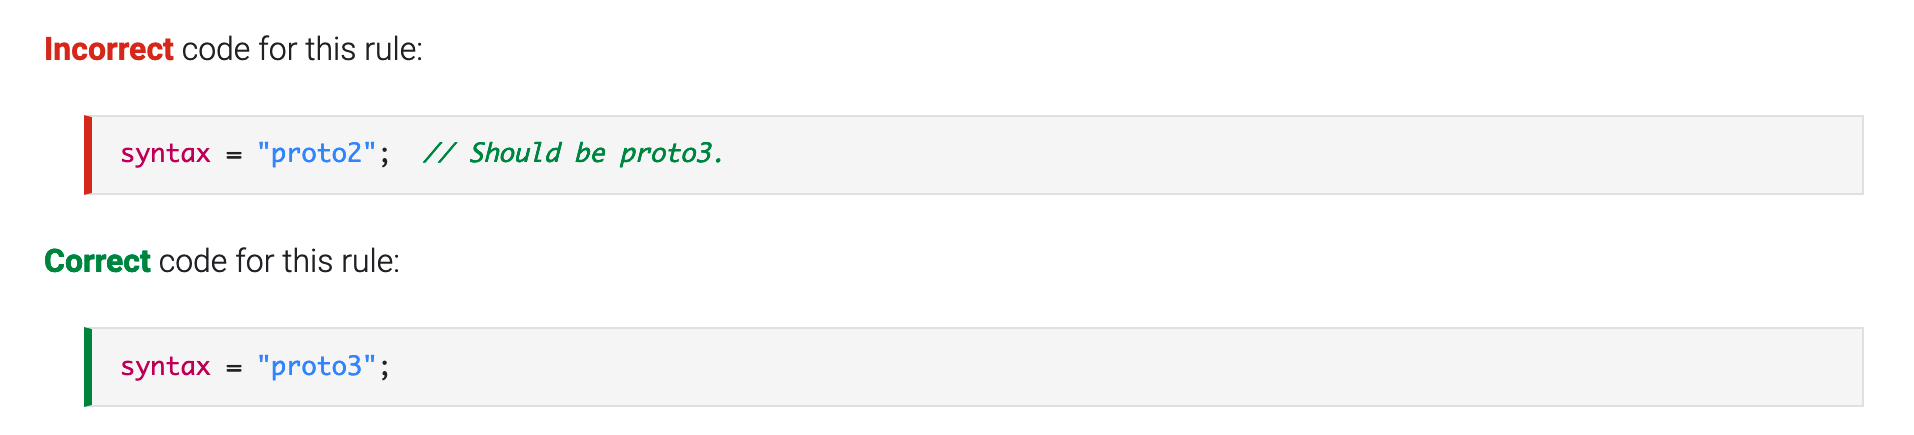 Incorrect code for this rule:
syntax = "proto2";  // Should be proto3.
Correct code for this rule:
syntax = "proto3";